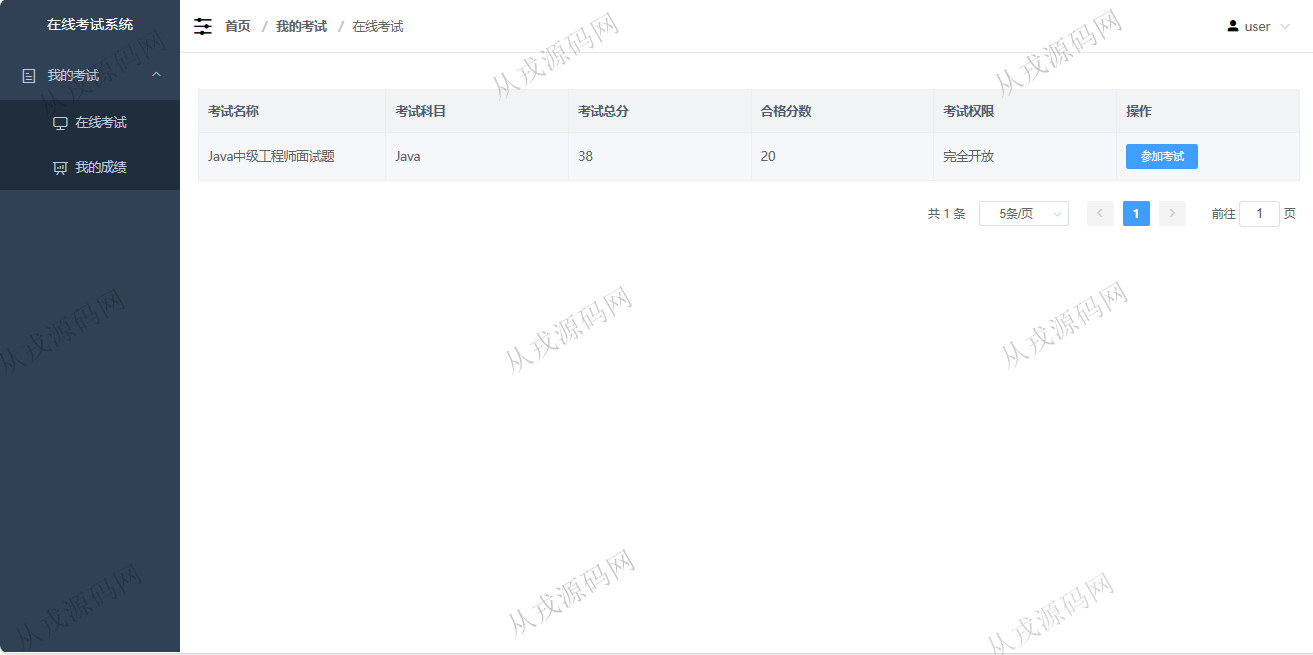 在线考试系统
首页 / 我的考试 / 在线考试
user
我的考试
在线考试
我的成绩
考试名称 考试科目 考试总分 合格分数 考试权限 操作
Java中级工程师面试题 Java 38 20 完全开放 参加考试
共 1 条 5条/页 1 前往 1 页
从戎源码网
从戎源码网
从戎源码网
从戎源码网
从戎源码网
从戎源码网
从戎源码网
从戎源码网
从戎源码网